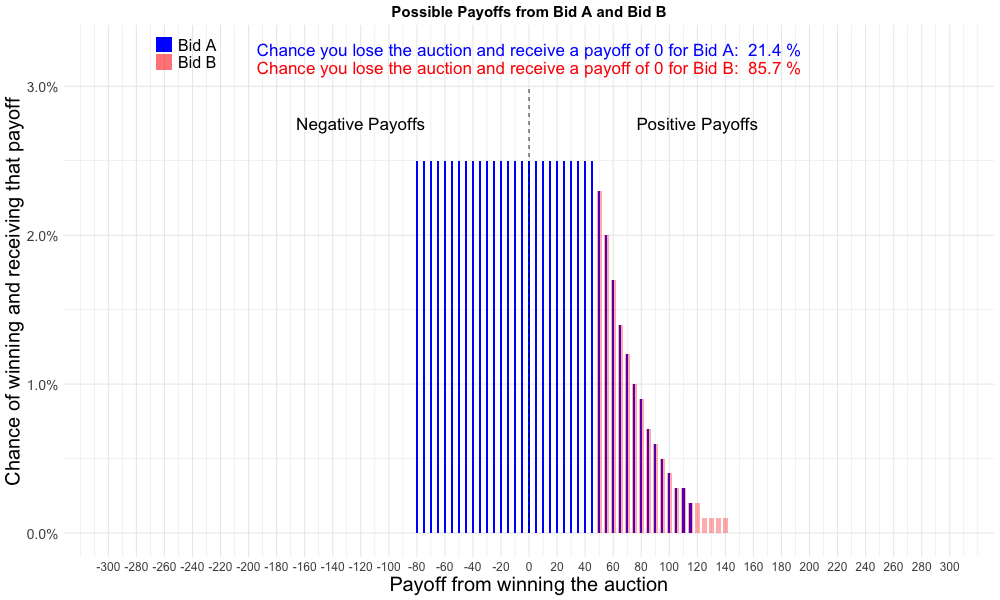 Possible Payoffs from Bid A and Bid B
Bid A
Bid B
Chance you lose the auction and receive a payoff of 0 for Bid A: 21.4 %
Chance you lose the auction and receive a payoff of 0 for Bid B: 85.7 %
Negative Payoffs
Positive Payoffs
Chance of winning and receiving that payoff
3.0%
2.0%
1.0%
0.0%
-300 -280 -260 -240 -220 -200 -180 -160 -140 -120 -100 -80 -60 -40 -20 0 20 40 60 80 100 120 140 160 180 200 220 240 260 280 300
Payoff from winning the auction